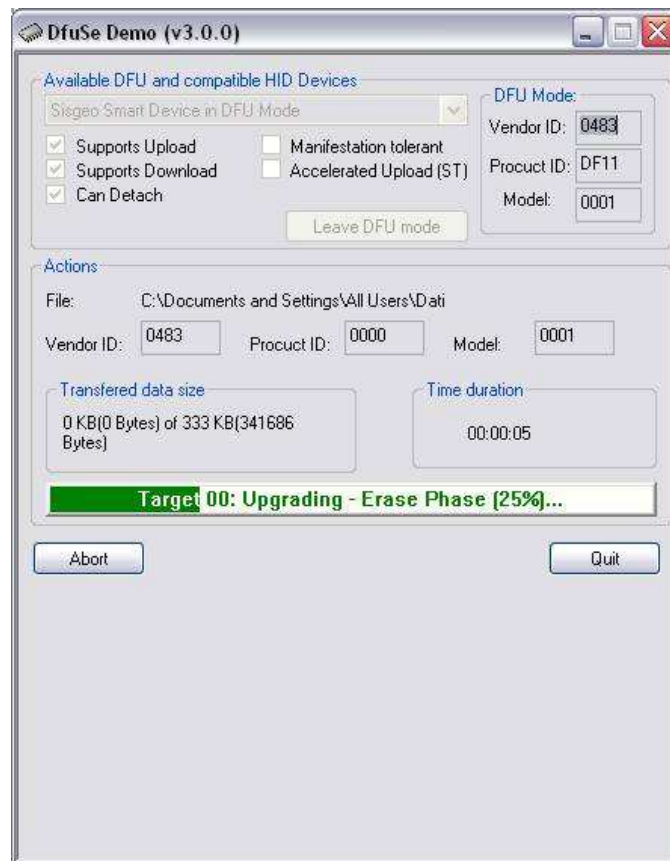 DfuSe Demo (v3.0.0)
Available DFU and compatible HID Devices
Sisgeo Smart Device in DFU Mode
Supports Upload
Manifestation tolerant
Supports Download
Accelerated Upload (ST)
Can Detach
Leave DFU mode
DFU Mode:
Vendor ID: 0483
Procuct ID: DF11
Model: 0001
Actions
File: C:\Documents and Settings\All Users\Dati
Vendor ID: 0483 Procuct ID: 0000 Model: 0001
Transfered data size
0 KB(0 Bytes) of 333 KB(341686
Bytes)
Time duration
00:00:05
Target 00: Upgrading - Erase Phase (25%)...
Abort
Quit